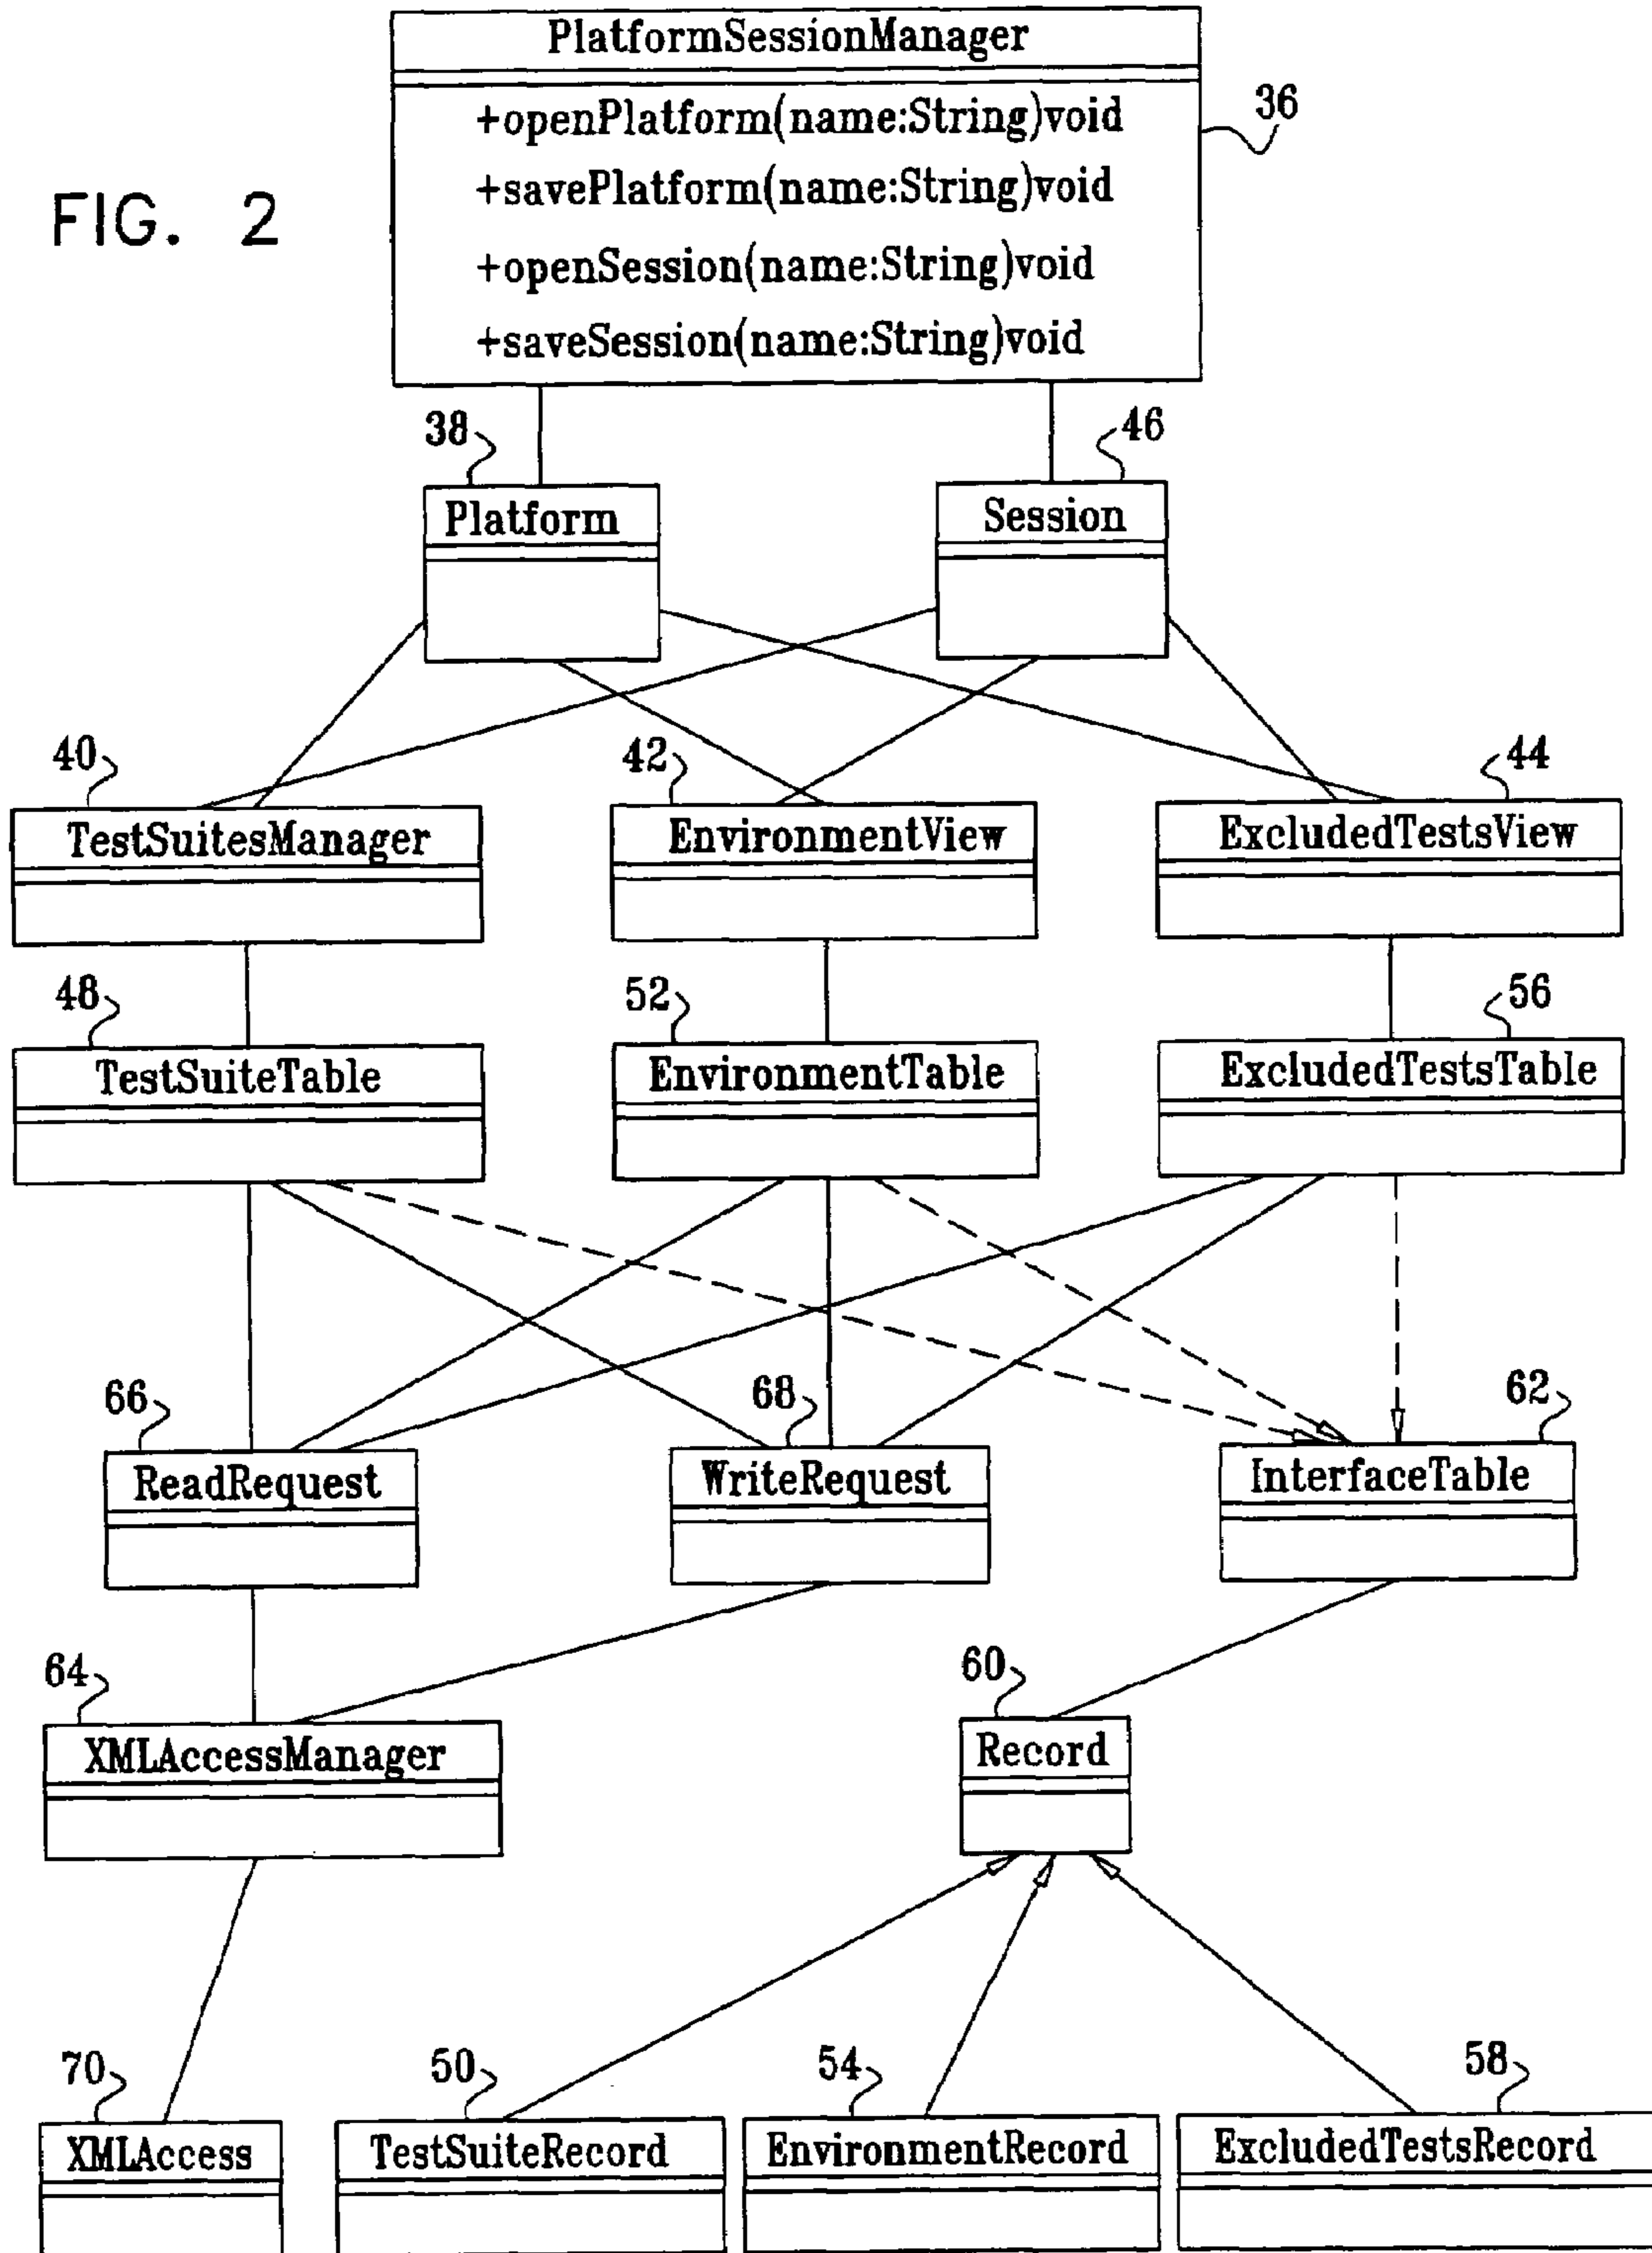 PlatformSessionManager
+openPlatform(name:String)void
36
+savePlatform(name:String)void
FIG. 2
+openSession(name:String)void
+saveSession(name:String)void
38
46
Platform
Session
40
42
44
TestSuitesManager
EnvironmentView
ExcludedTestsView
48
52
56
TestSuiteTable
EnvironmentTable
ExcludedTestsTable
66
68
62
ReadRequest
WriteRequest
InterfaceTable
64
60
XMLAccessManager
Record
70
50
54
58
XMLAccess
TestSuiteRecord
EnvironmentRecord
ExcludedTestsRecord